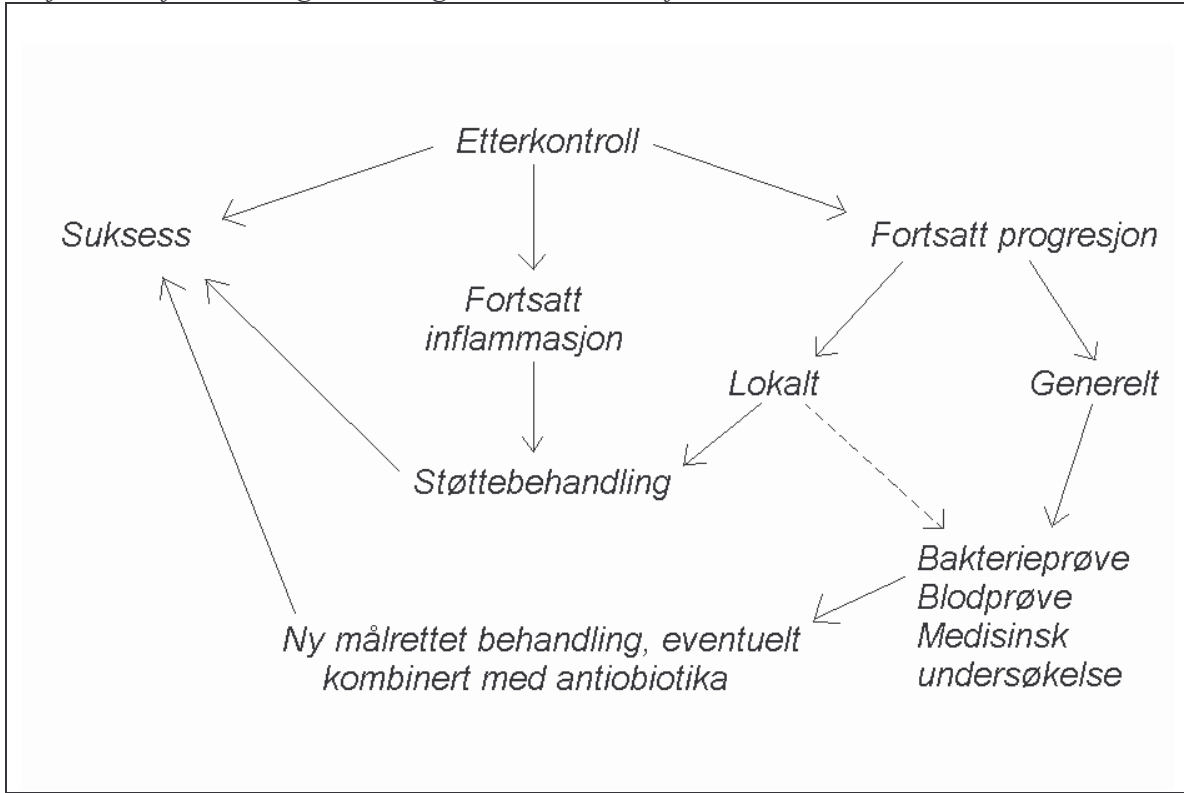 Etterkontroll
Suksess
Fortsatt progresjon
Fortsatt
inflammasjon
Lokalt
Generelt
Støttebehandling
Bakterieprøve
Blodprøve
Medisinsk
undersøkelse
Ny målrettet behandling, eventuelt
kombinert med antiobiotika